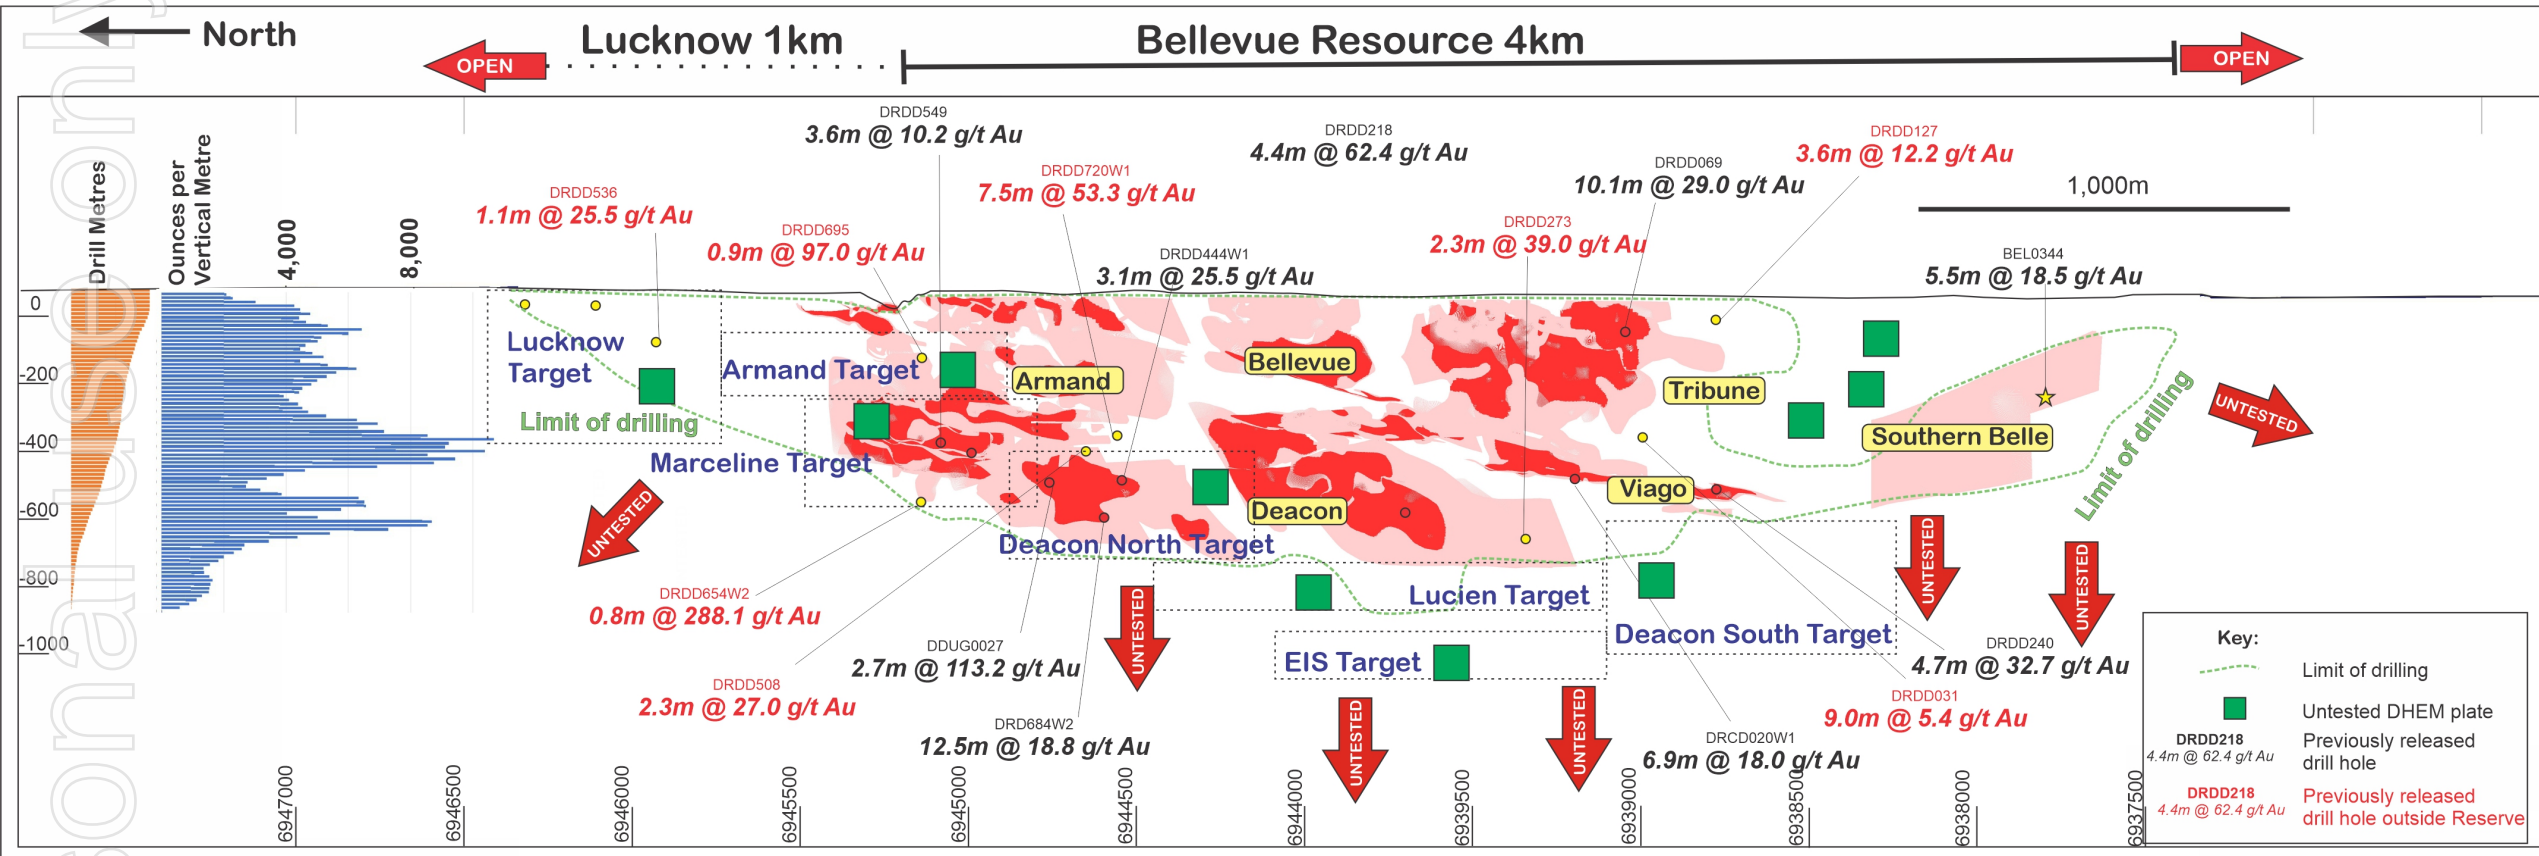 North
Lucknow 1km
Bellevue Resource 4km
OPEN
OPEN
DRDD549
3.6m @ 10.2 g/t Au
DRDD218
4.4m @ 62.4 g/t Au
DRDD127
3.6m @ 12.2 g/t Au
DRDD720W1
7.5m @ 53.3 g/t Au
DRDD069
10.1m @ 29.0 g/t Au
1,000m
DRDD536
1.1m @ 25.5 g/t Au
DRDD695
0.9m @ 97.0 g/t Au
DRDD273
2.3m @ 39.0 g/t Au
DRDD444W1
3.1m @ 25.5 g/t Au
BEL0344
5.5m @ 18.5 g/t Au
Drill Metres
Ounces per
Vertical Metre
4,000
8,000
0
-200
-400
-600
-800
-1000
Lucknow
Target
Limit of drilling
Armand Target
Armand
Bellevue
Tribune
Southern Belle
Limit of drilling
UNTESTED
Marceline Target
UNTESTED
Viago
Deacon
Deacon North Target
Lucien Target
Deacon South Target
EIS Target
UNTESTED
UNTESTED
UNTESTED
UNTESTED
UNTESTED
DRDD654W2
0.8m @ 288.1 g/t Au
DDUG0027
2.7m @ 113.2 g/t Au
DRDD508
2.3m @ 27.0 g/t Au
DRD684W2
12.5m @ 18.8 g/t Au
DRDD240
4.7m @ 32.7 g/t Au
DRDD031
9.0m @ 5.4 g/t Au
DRCD020W1
6.9m @ 18.0 g/t Au
Key:
Limit of drilling
Untested DHEM plate
DRDD218
4.4m @ 62.4 g/t Au
Previously released
drill hole
DRDD218
4.4m @ 62.4 g/t Au
Previously released
drill hole outside Reserve
6947000
6946500
6946000
6945500
6945000
6944500
6944000
6939500
6939000
6938500
6938000
6937500
sonal use only